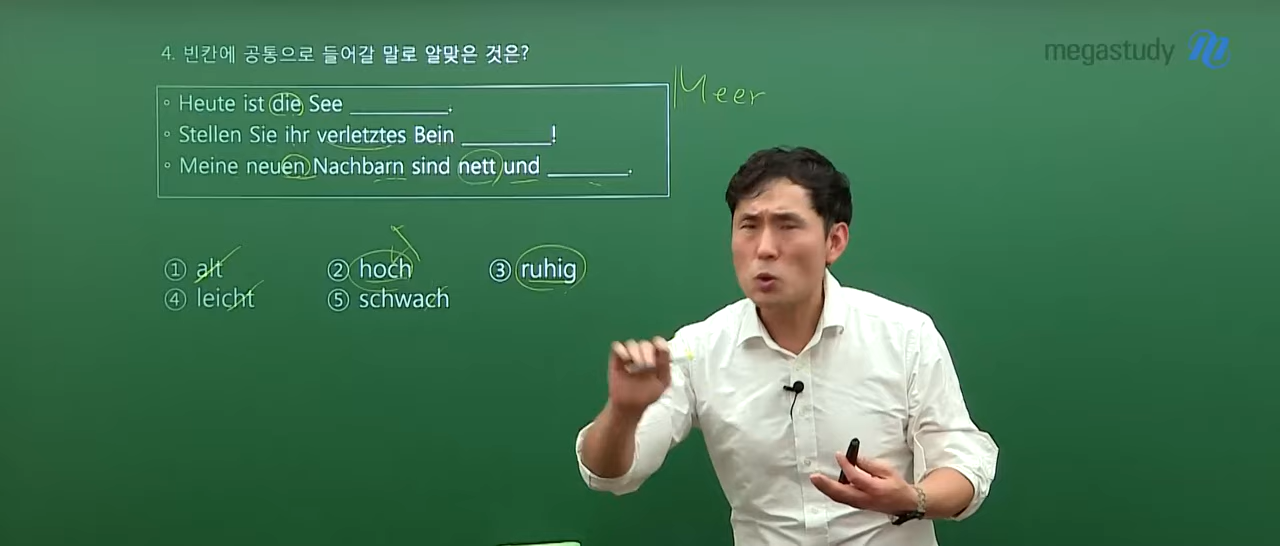 4. 빈칸에 공통으로 들어갈 말로 알맞은 것은?
megastudy
◦ Heute ist die See ________.
Meer
◦ Stellen Sie ihr verletztes Bein ________!
◦ Meine neuen Nachbarn sind nett und ________.
① alt ② hoch ③ ruhig
④ leicht ⑤ schwach